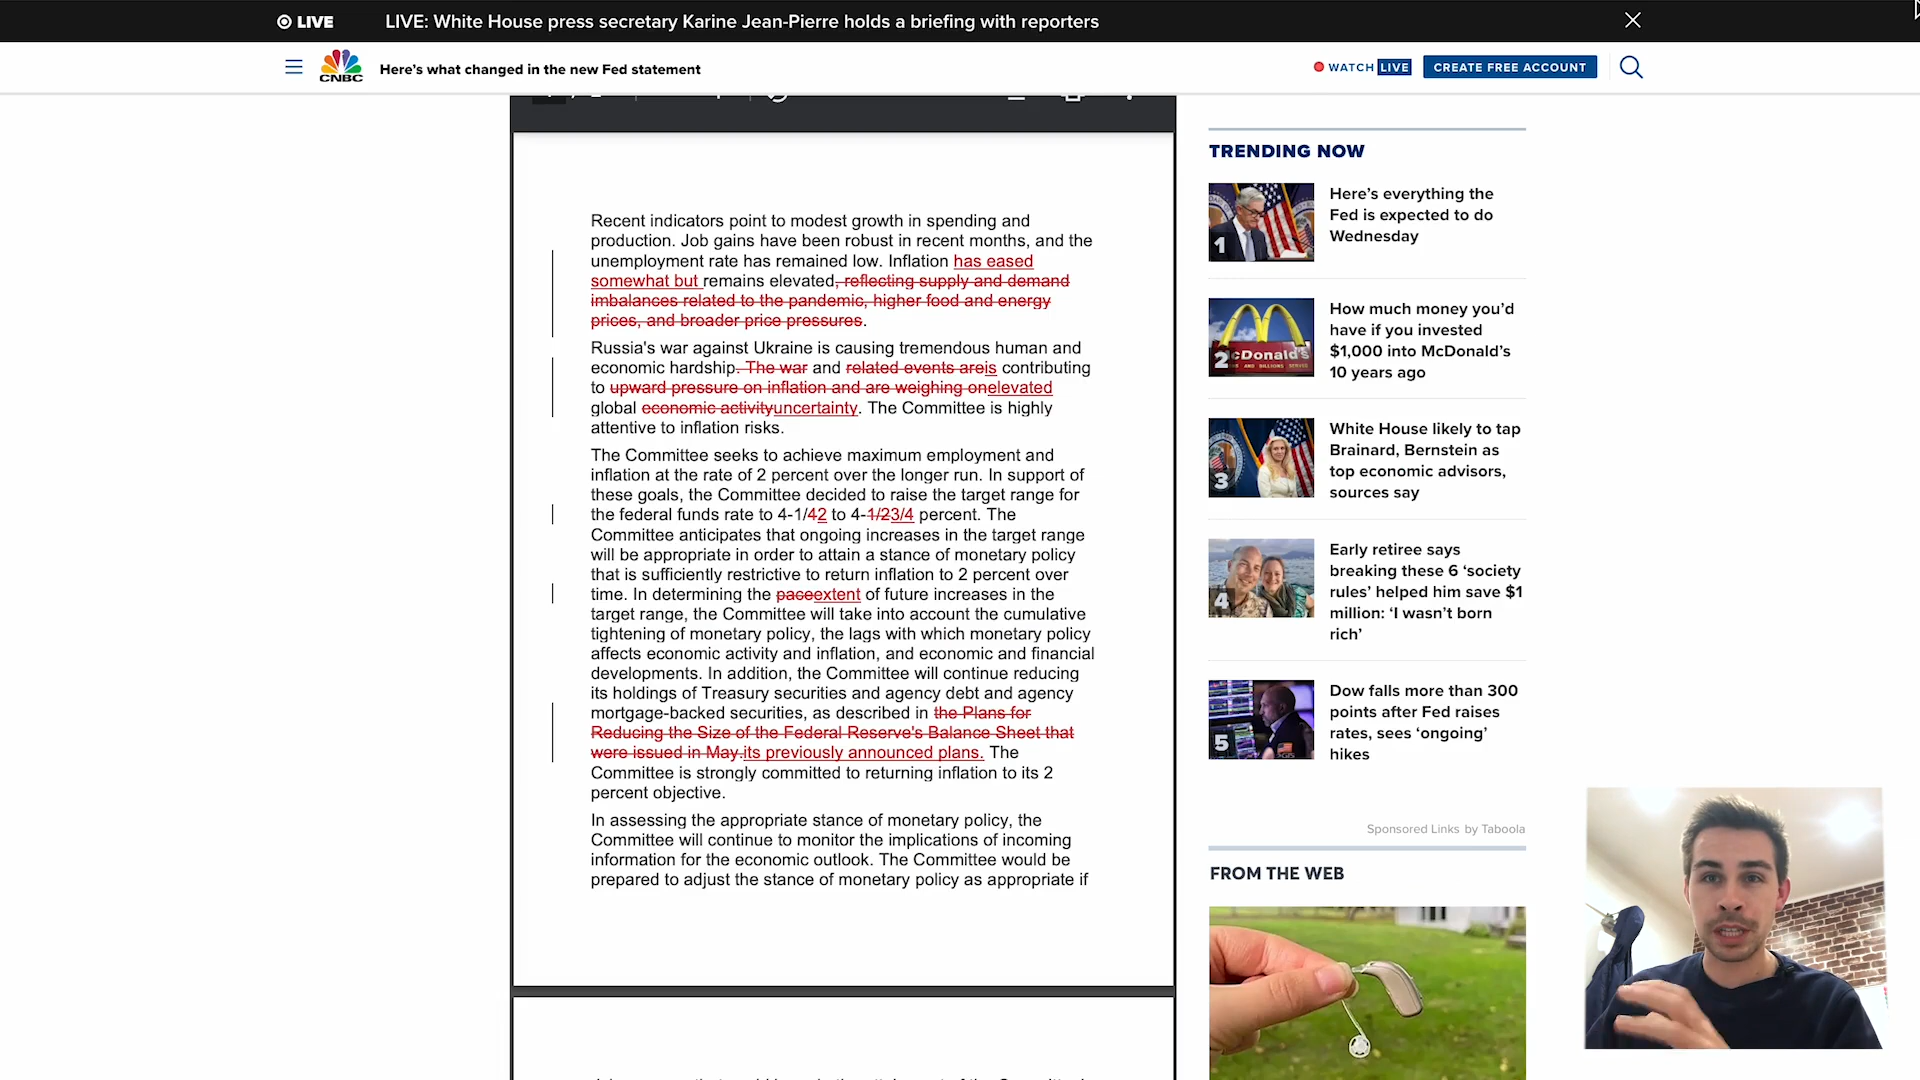 LIVE
LIVE: White House press secretary Karine Jean-Pierre holds a briefing with reporters
CNBC
Here's what changed in the new Fed statement
WATCH LIVE
CREATE FREE ACCOUNT
Recent indicators point to modest growth in spending and
production. Job gains have been robust in recent months, and the
unemployment rate has remained low. Inflation has eased
somewhat but remains elevated, reflecting supply and demand
imbalances related to the pandemic, higher food and energy
prices, and broader price pressures.
Russia's war against Ukraine is causing tremendous human and
economic hardship. The war and related events areis contributing
to upward pressure on inflation and are weighing onelevated
global economic activityuncertainty. The Committee is highly
attentive to inflation risks.
The Committee seeks to achieve maximum employment and
inflation at the rate of 2 percent over the longer run. In support of
these goals, the Committee decided to raise the target range for
the federal funds rate to 4-1/42 to 4-1/23/4 percent. The
Committee anticipates that ongoing increases in the target range
will be appropriate in order to attain a stance of monetary policy
that is sufficiently restrictive to return inflation to 2 percent over
time. In determining the paceextent of future increases in the
target range, the Committee will take into account the cumulative
tightening of monetary policy, the lags with which monetary policy
affects economic activity and inflation, and economic and financial
developments. In addition, the Committee will continue reducing
its holdings of Treasury securities and agency debt and agency
mortgage-backed securities, as described in the Plans for
Reducing the Size of the Federal Reserve's Balance Sheet that
were issued in May.its previously announced plans. The
Committee is strongly committed to returning inflation to its 2
percent objective.
In assessing the appropriate stance of monetary policy, the
Committee will continue to monitor the implications of incoming
information for the economic outlook. The Committee would be
prepared to adjust the stance of monetary policy as appropriate if
TRENDING NOW
1
Here's everything the
Fed is expected to do
Wednesday
2
McDonald's
How much money you'd
have if you invested
$1,000 into McDonald's
10 years ago
3
White House likely to tap
Brainard, Bernstein as
top economic advisors,
sources say
4
Early retiree says
breaking these 6 'society
rules' helped him save $1
million: 'I wasn't born
rich'
5
Dow falls more than 300
points after Fed raises
rates, sees 'ongoing'
hikes
Sponsored Links by Taboola
FROM THE WEB